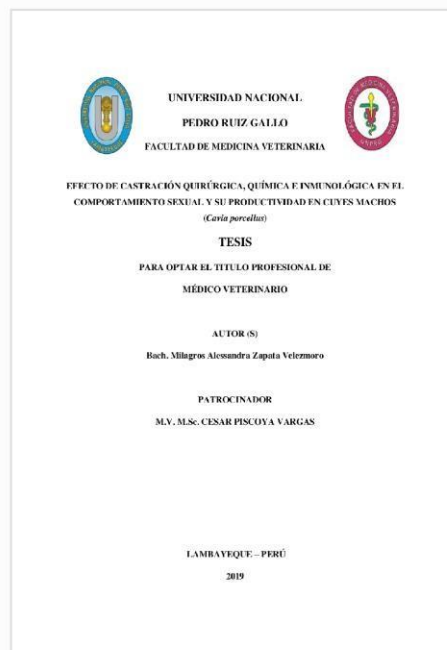 UNIVERSIDAD NACIONAL
PEDRO RUIZ GALLO
FACULTAD DE MEDICINA VETERINARIA
EFECTO DE CASTRACIÓN QUIRÚRGICA, QUÍMICA E INMUNOLÓGICA EN EL
COMPORTAMIENTO SEXUAL Y SU PRODUCTIVIDAD EN CUYES MACHOS
(Cavia porcellus)
TESIS
PARA OPTAR EL TITULO PROFESIONAL DE
MÉDICO VETERINARIO
AUTOR (S)
Bach. Milagros Alessandra Zapata Velezmoro
PATROCINADOR
M.V. M.Sc. CESAR PISCOYA VARGAS
LAMBAYEQUE – PERÚ
2019